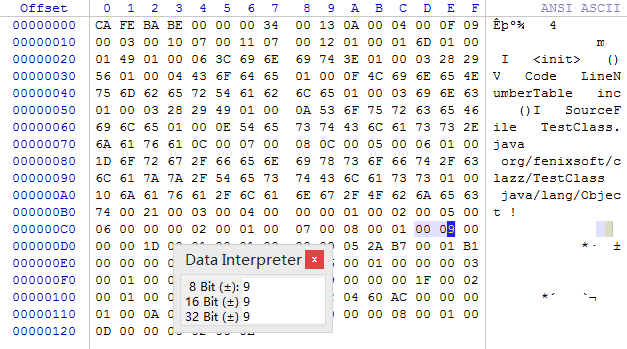 Offset 0 1 2 3 4 5 6 7 8 9 A B C D E F ANSI ASCII
00000000 CA FE BA BE 00 00 00 34 00 13 0A 00 04 00 0F 09 Êþº¾ 4
00000010 00 03 00 10 07 00 11 07 00 12 01 00 01 6D 01 00 m
00000020 01 49 01 00 06 3C 69 6E 69 74 3E 01 00 03 28 29 I <init> ()
00000030 56 01 00 04 43 6F 64 65 01 00 0F 4C 69 6E 65 4E V Code LineN
00000040 75 6D 62 65 72 54 61 62 6C 65 01 00 03 69 6E 63 umberTable inc
00000050 01 00 03 28 29 49 01 00 0A 53 6F 75 72 63 65 46 ()I SourceF
00000060 69 6C 65 01 00 0E 54 65 73 74 43 6C 61 73 73 2E ile TestClass.
00000070 6A 61 76 61 0C 00 07 00 08 0C 00 05 00 06 01 00 java
00000080 1D 6F 72 67 2F 66 65 6E 69 78 73 6F 66 74 2F 63 org/fenixsoft/c
00000090 6C 61 7A 7A 2F 54 65 73 74 43 6C 61 73 73 01 00 lazz/TestClass
000000A0 10 6A 61 76 61 2F 6C 61 6E 67 2F 4F 62 6A 65 63 java/lang/Objec
000000B0 74 00 21 00 03 00 04 00 00 00 01 00 02 00 05 00 t !
000000C0 06 00 00 00 02 00 01 00 07 00 08 00 01 00 09 00
000000D0 00 00 1D 05 2A B7 00 01 B1 *· ±
000000E0 00 00 01 00 00 00 03
000000F0 00 01 00 00 00 1F 00 02
00000100 00 01 00 04 60 AC 00 00 00 *´ `¬
00000110 01 00 0A 00 00 08 00 01 00
00000120 0D 00 00 00
Data Interpreter x
8 Bit (±): 9
16 Bit (±) 9
32 Bit (±) 9